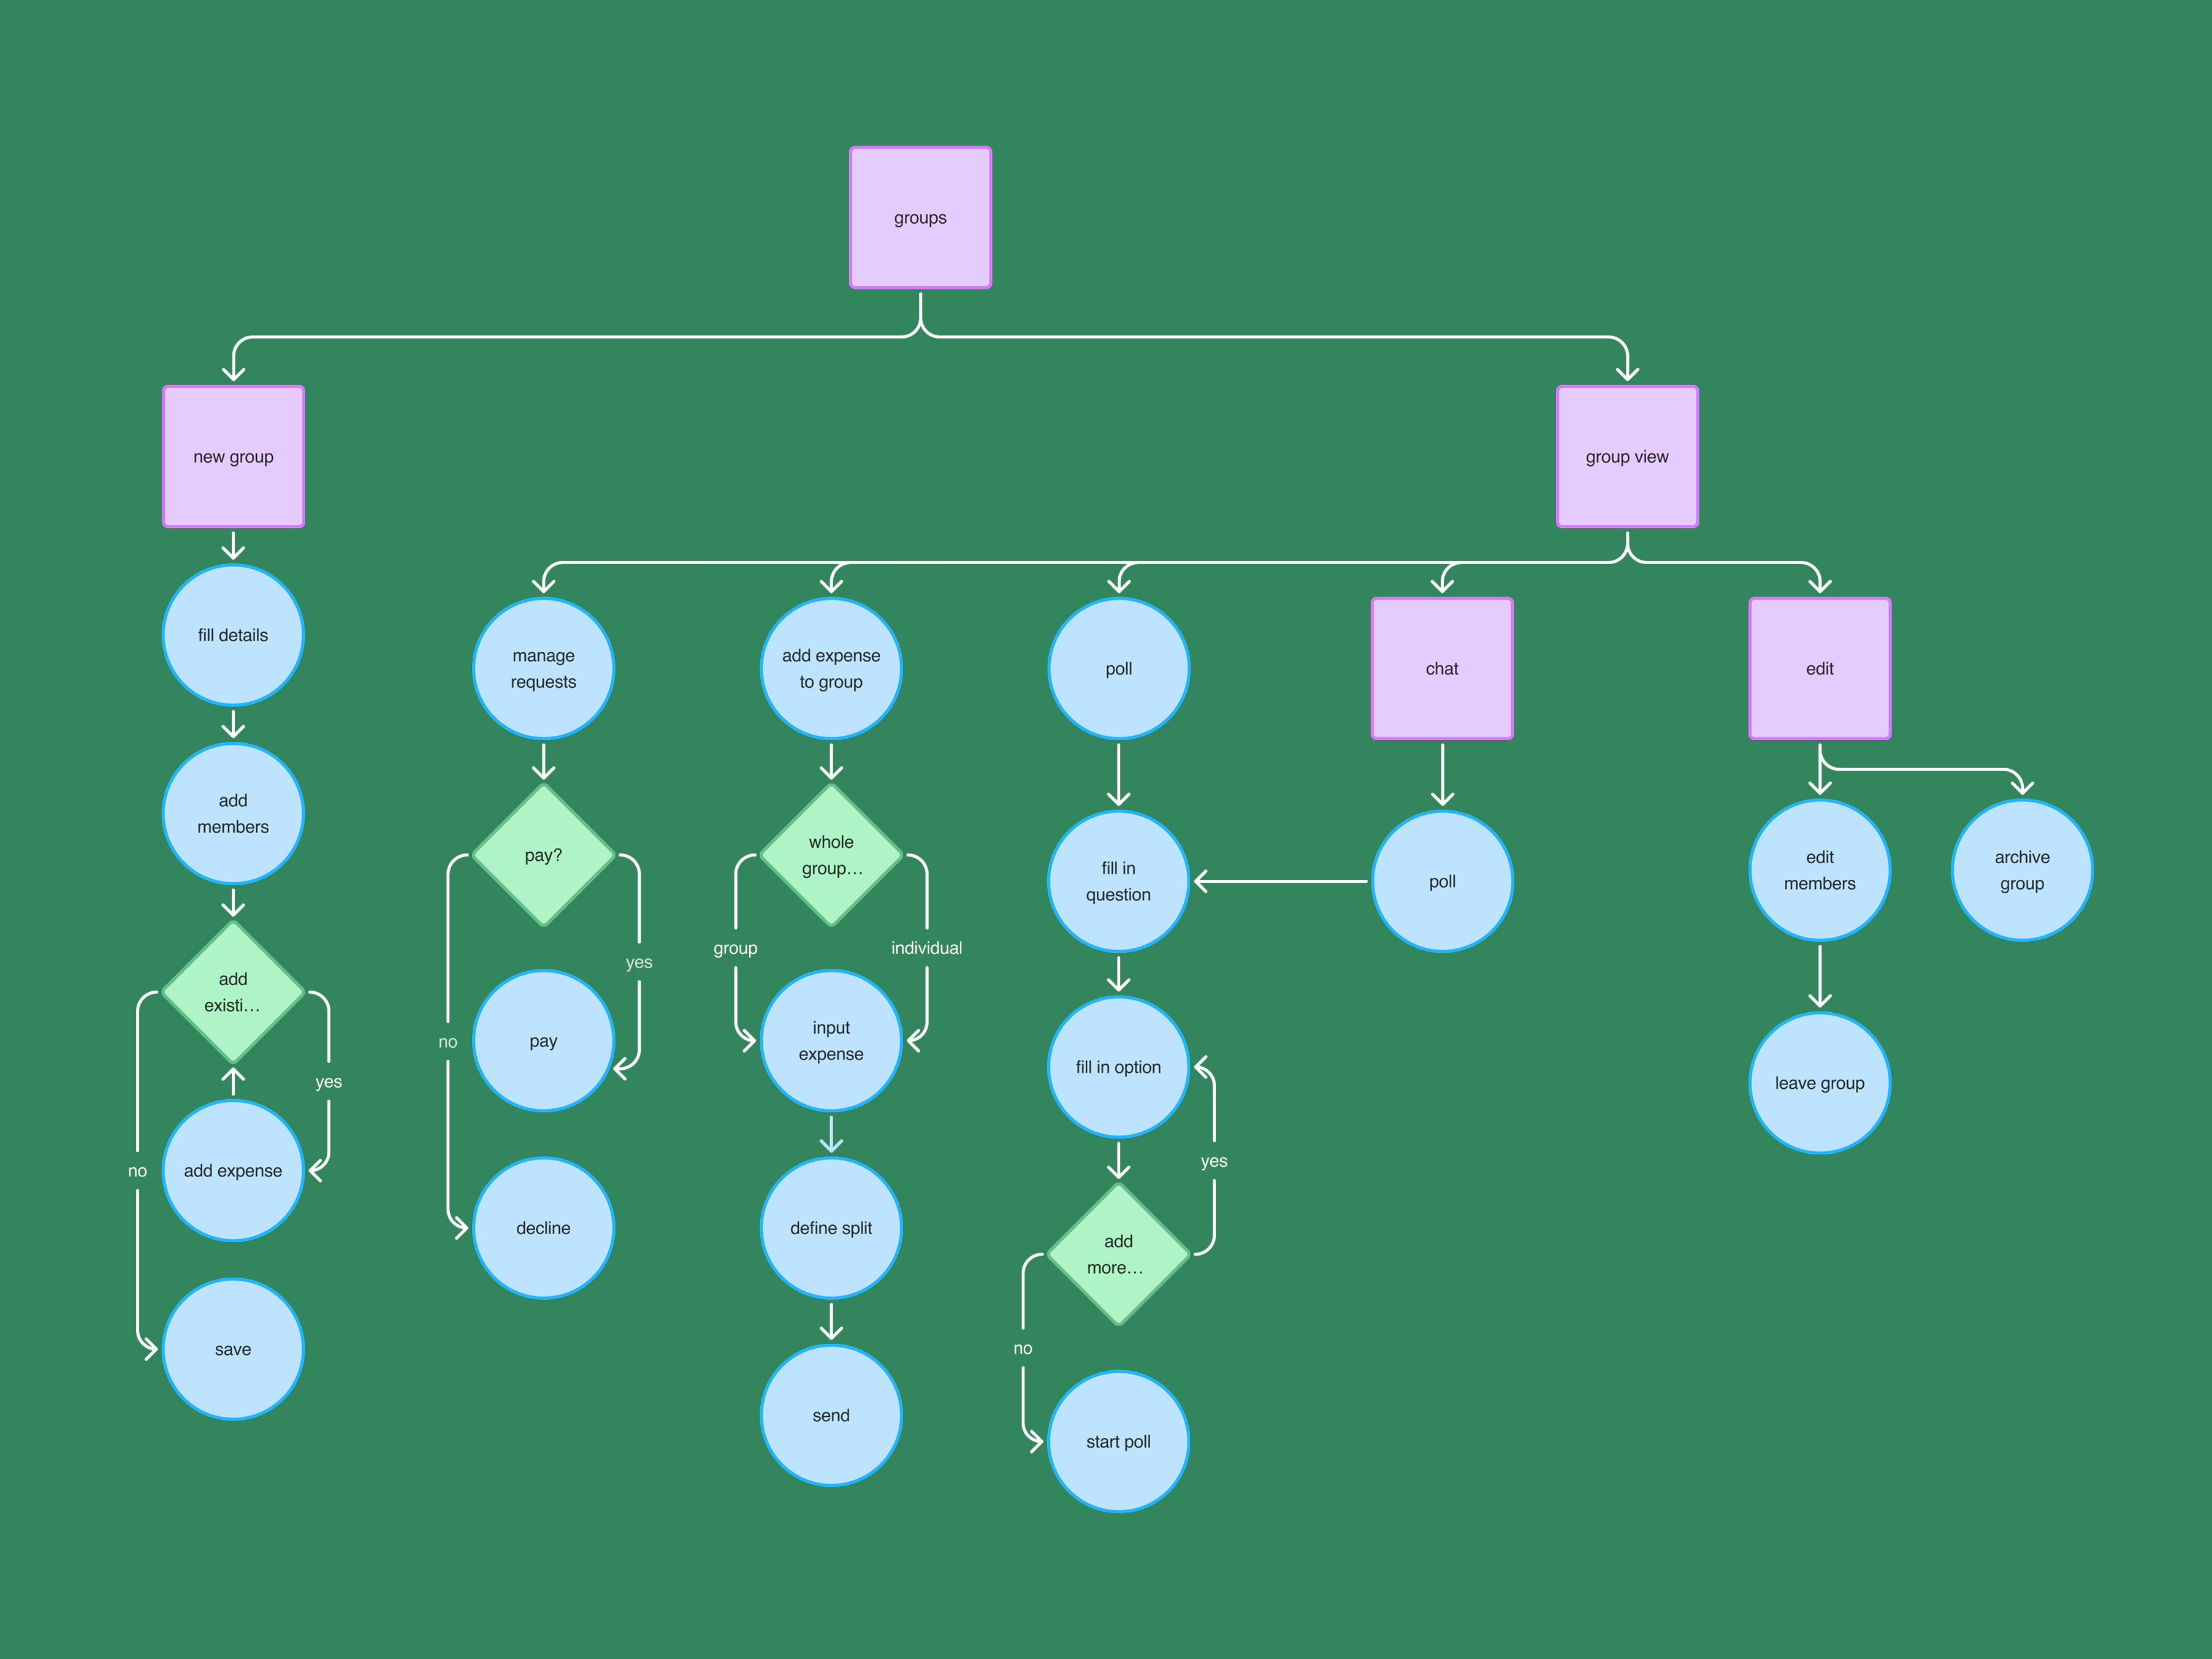 groups
new group
group view
fill details
add
members
add
existi...
yes
no
add expense
save
manage
requests
pay?
yes
no
pay
decline
add expense
to group
whole
group...
group
individual
input
expense
define split
send
poll
fill in
question
fill in option
add
more...
yes
no
start poll
chat
poll
edit
edit
members
leave group
archive
group